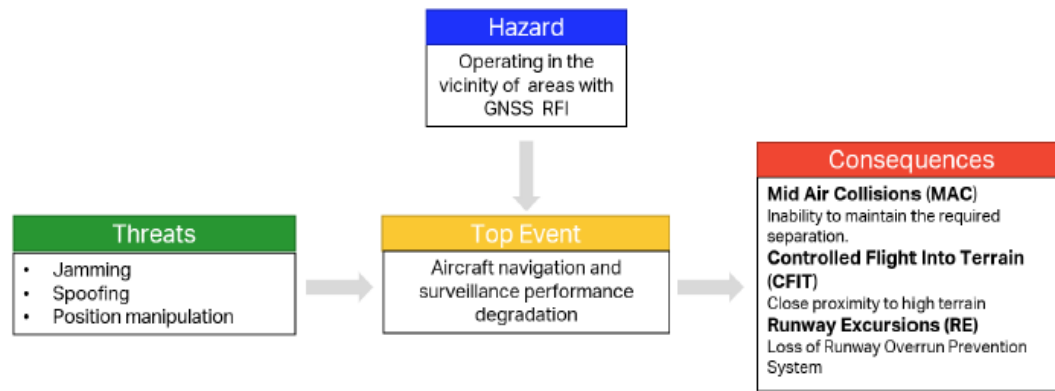 Hazard
Operating in the
vicinity of areas with
GNSS RFI
Threats
• Jamming
• Spoofing
• Position manipulation
Top Event
Aircraft navigation and
surveillance performance
degradation
Consequences
Mid Air Collisions (MAC)
Inability to maintain the required
separation.
Controlled Flight Into Terrain
(CFIT)
Close proximity to high terrain
Runway Excursions (RE)
Loss of Runway Overrun Prevention
System